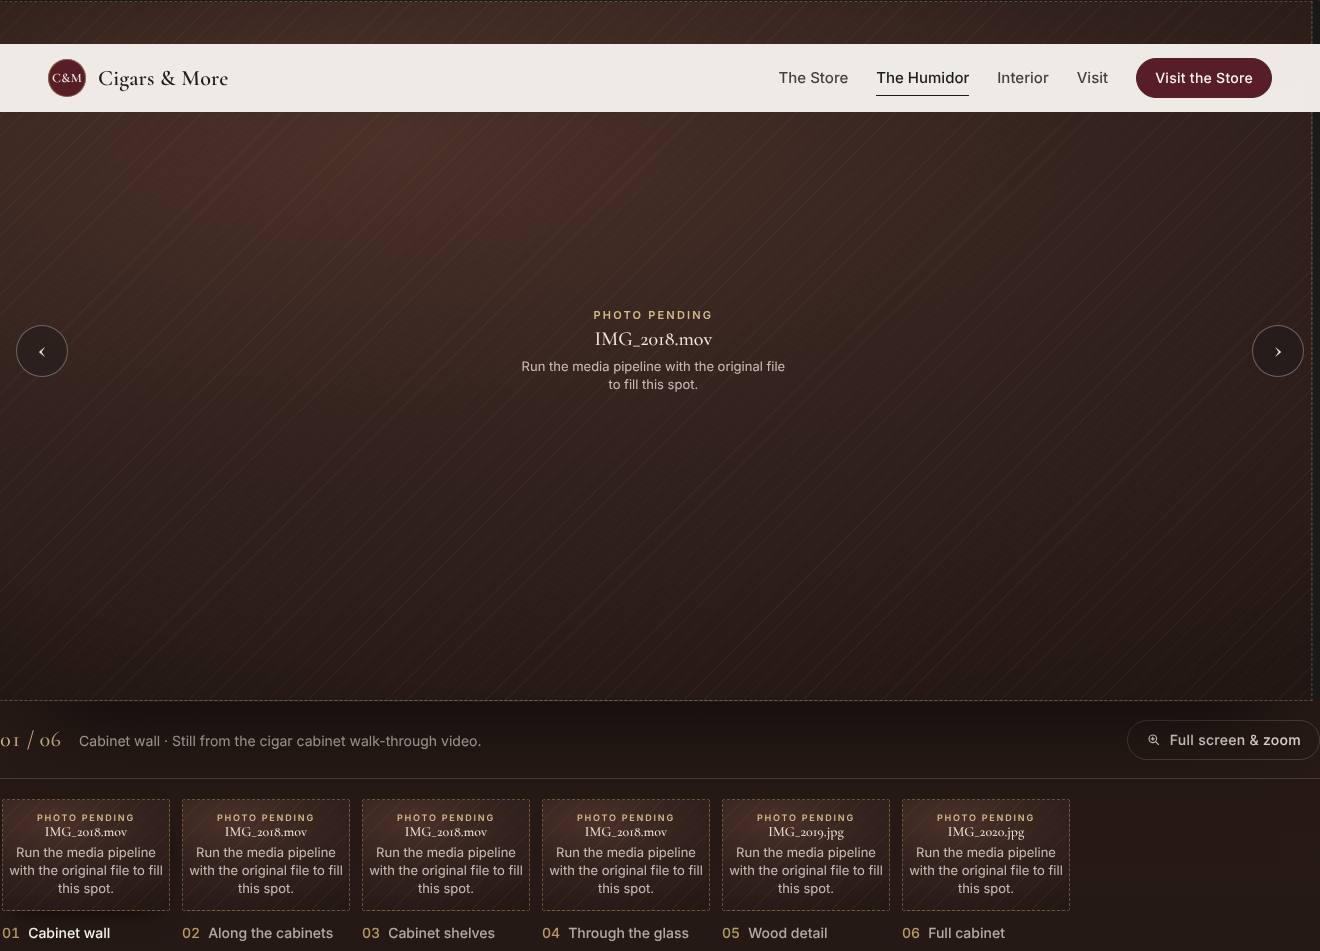 C&M Cigars & More The Store The Humidor Interior Visit Visit the Store
PHOTO PENDING
IMG_2018.mov
Run the media pipeline with the original file
to fill this spot.
‹ ›
01 / 06 Cabinet wall · Still from the cigar cabinet walk-through video. Full screen & zoom
PHOTO PENDING
IMG_2018.mov
Run the media pipeline
with the original file to fill
this spot.
01 Cabinet wall
PHOTO PENDING
IMG_2018.mov
Run the media pipeline
with the original file to fill
this spot.
02 Along the cabinets
PHOTO PENDING
IMG_2018.mov
Run the media pipeline
with the original file to fill
this spot.
03 Cabinet shelves
PHOTO PENDING
IMG_2018.mov
Run the media pipeline
with the original file to fill
this spot.
04 Through the glass
PHOTO PENDING
IMG_2019.jpg
Run the media pipeline
with the original file to fill
this spot.
05 Wood detail
PHOTO PENDING
IMG_2020.jpg
Run the media pipeline
with the original file to fill
this spot.
06 Full cabinet